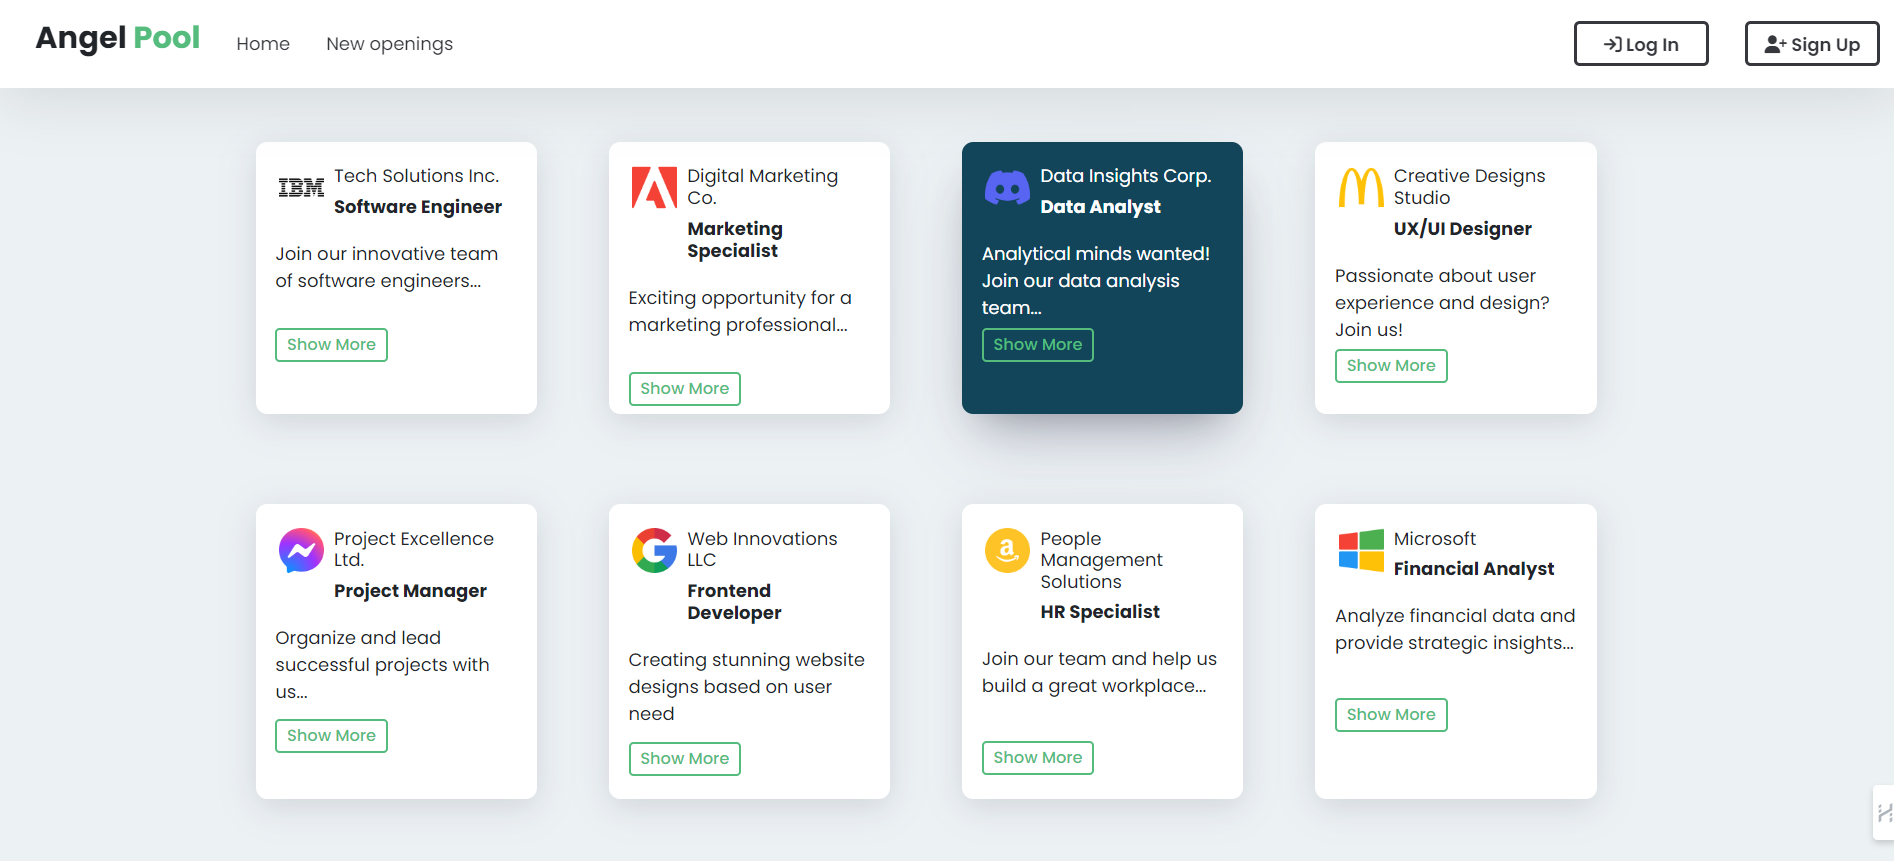 Angel Pool
Home
New openings
Log In
Sign Up
IBM
Tech Solutions Inc.
Software Engineer
Join our innovative team
of software engineers...
Show More
Digital Marketing
Co.
Marketing
Specialist
Exciting opportunity for a
marketing professional...
Show More
Data Insights Corp.
Data Analyst
Analytical minds wanted!
Join our data analysis
team...
Show More
Creative Designs
Studio
UX/UI Designer
Passionate about user
experience and design?
Join us!
Show More
Project Excellence
Ltd.
Project Manager
Organize and lead
successful projects with
us...
Show More
Web Innovations
LLC
Frontend
Developer
Creating stunning website
designs based on user
need
Show More
People
Management
Solutions
HR Specialist
Join our team and help us
build a great workplace...
Show More
Microsoft
Financial Analyst
Analyze financial data and
provide strategic insights...
Show More